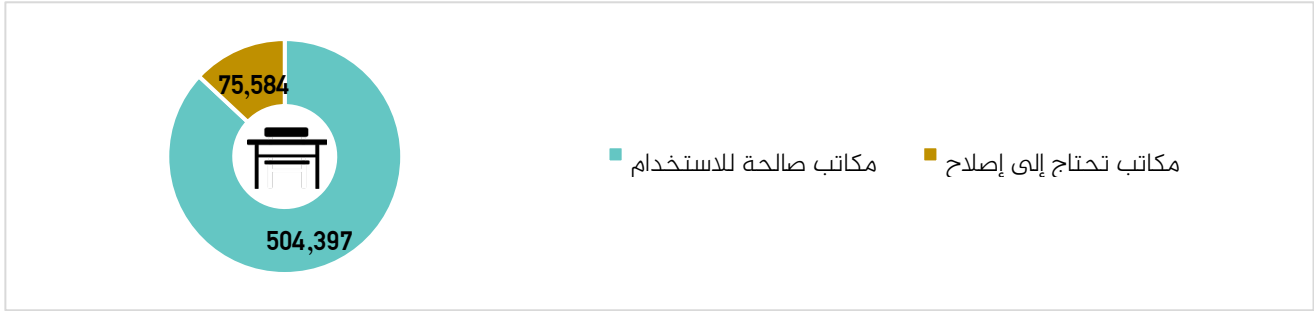 75,584
504,397
مكاتب تحتاج إلى إصلاح
مكاتب صالحة للاستخدام